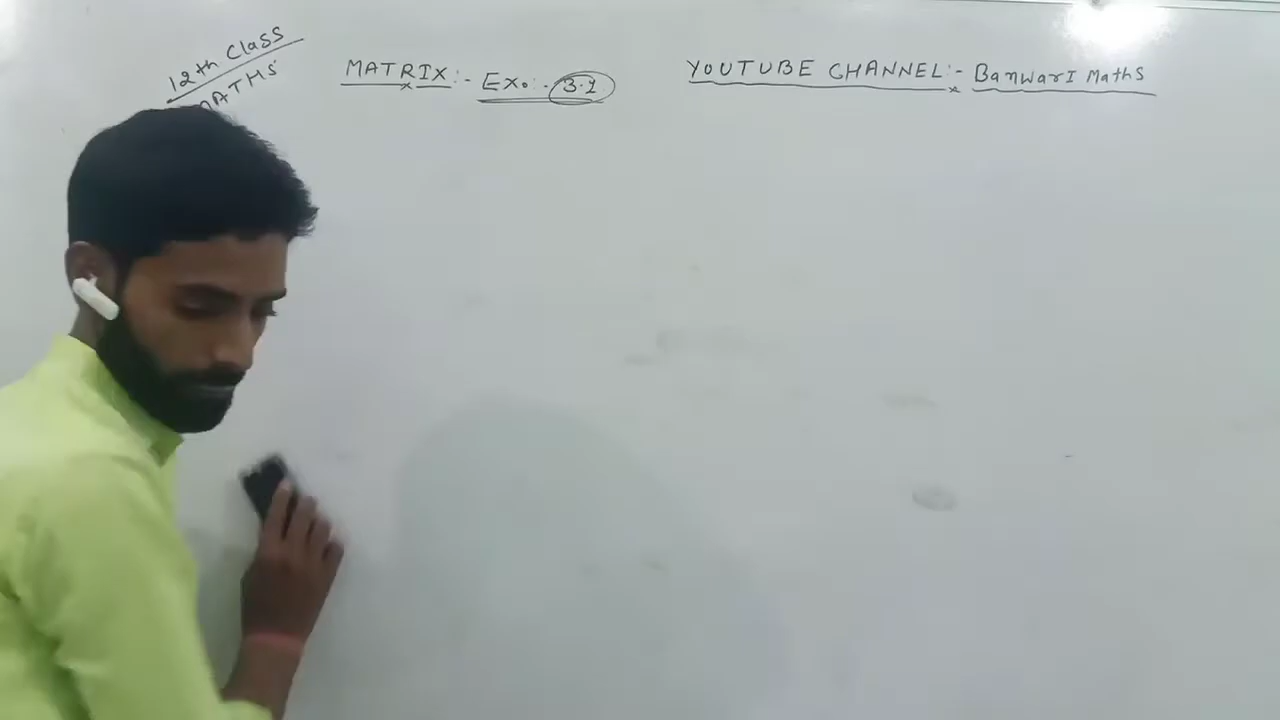 12th Class
MATHS
MATRIX:- Ex.:- 3.1
YOUTUBE CHANNEL:- BanwarI MathS